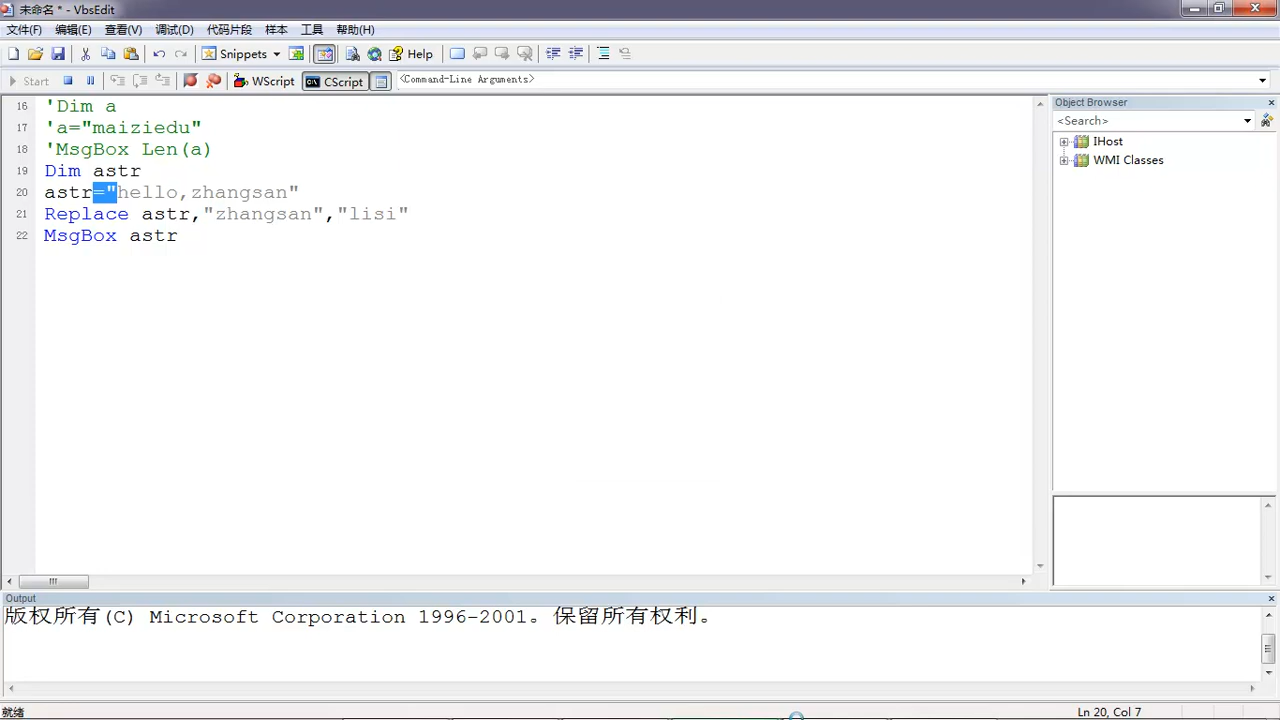 未命名 * - VbsEdit
文件(F) 编辑(E) 查看(V) 调试(D) 代码片段 样本 工具 帮助(H)
Snippets Help
Start WScript CScript <Command-Line Arguments>
16 'Dim a
17 'a="maiziedu"
18 'MsgBox Len(a)
19 Dim astr
20 astr="hello,zhangsan"
21 Replace astr,"zhangsan","lisi"
22 MsgBox astr
Object Browser
<Search>
IHost
WMI Classes
Output
版权所有(C) Microsoft Corporation 1996-2001。保留所有权利。
就绪
Ln 20, Col 7